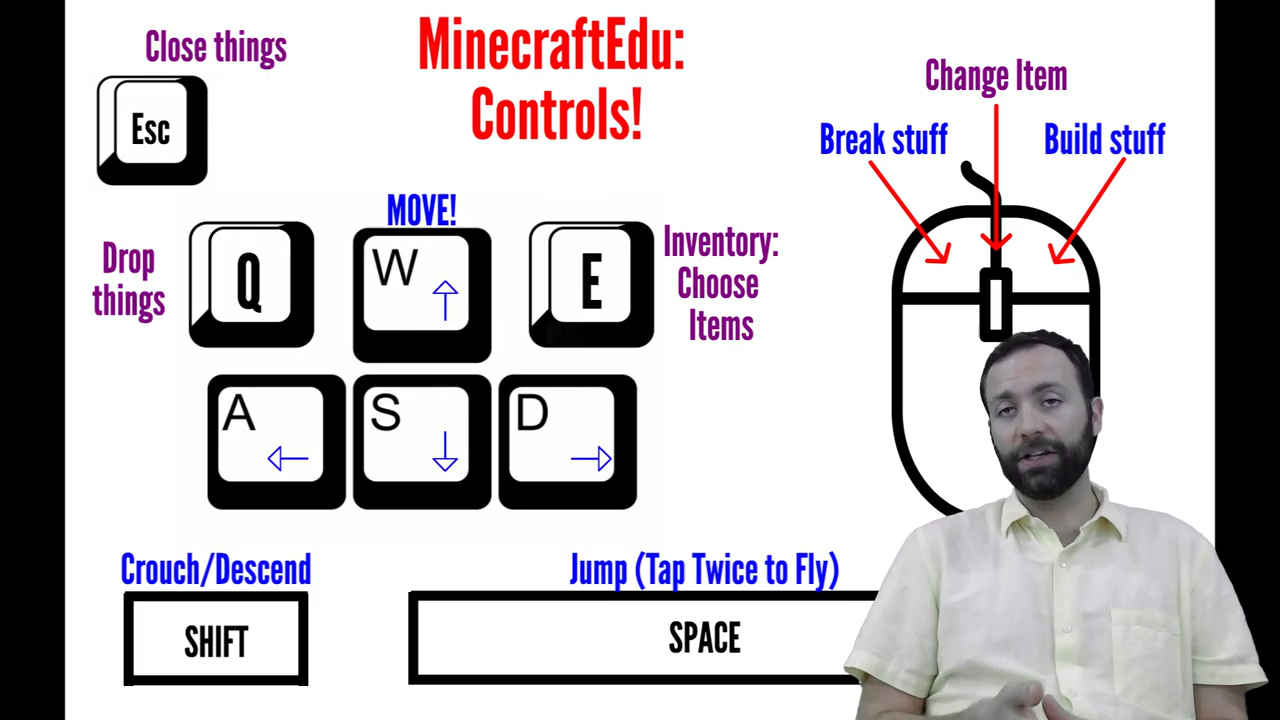 MinecraftEdu:
Controls!
Close things
Esc
Change Item
Break stuff
Build stuff
MOVE!
Drop
things
Q
W
E
Inventory:
Choose
Items
A
S
D
Crouch/Descend
SHIFT
Jump (Tap Twice to Fly)
SPACE